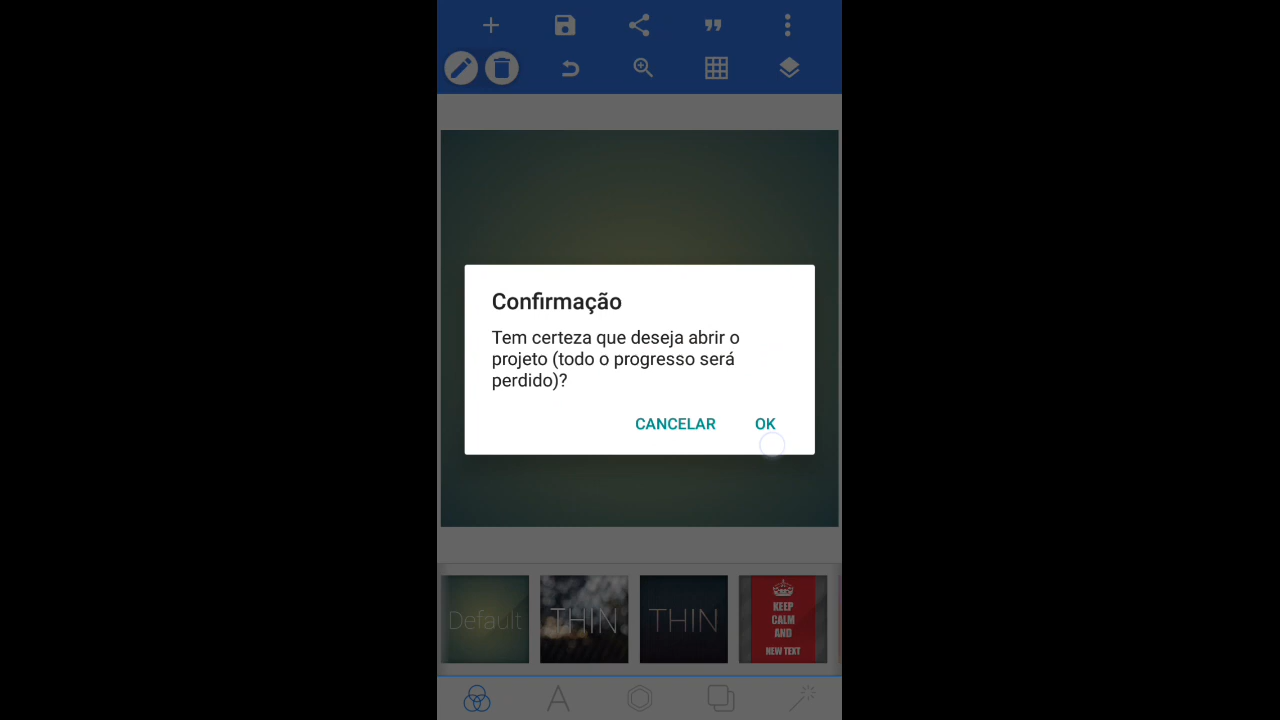 Confirmação
Tem certeza que deseja abrir o
projeto (todo o progresso será
perdido)?
CANCELAR OK
Default
THIN
THIN
KEEP
CALM
AND
NEW TEXT